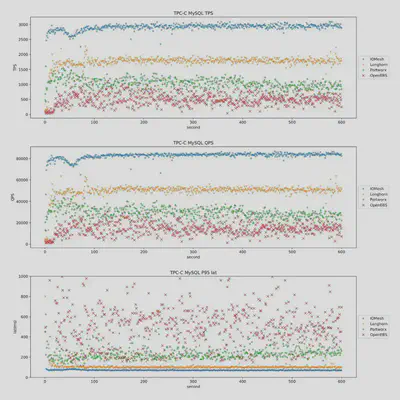 TPC-C MySQL TPS
3000
2500
2000
1500
1000
500
0
TPS
0 100 200 300 400 500 600
second
IOMesh
Longhorn
Portworx
OpenEBS
TPC-C MySQL QPS
80000
60000
40000
20000
0
QPS
0 100 200 300 400 500 600
second
IOMesh
Longhorn
Portworx
OpenEBS
TPC-C MySQL P95 lat
1000
800
600
400
200
0
0 100 200 300 400 500 600
second
IOMesh
Longhorn
Portworx
OpenEBS